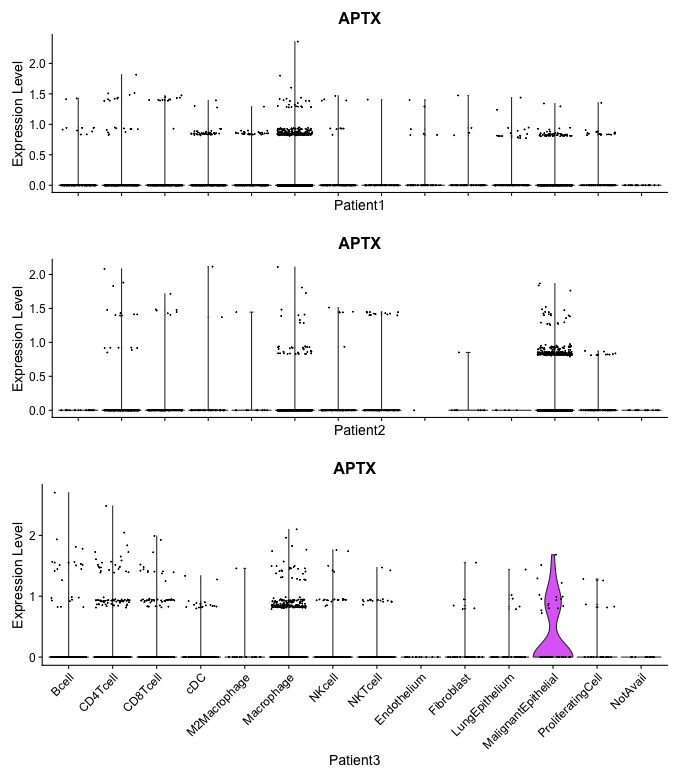 APTX
Expression Level
2.0
1.5
1.0
0.5
0.0
Patient1
APTX
Expression Level
2.0
1.5
1.0
0.5
0.0
Patient2
APTX
Expression Level
2
1
0
Bcell
CD4Tcell
CD8Tcell
cDC
M2Macrophage
Macrophage
NKcell
NKTcell
Endothelium
Fibroblast
LungEpithelium
MalignantEpithelial
ProliferatingCell
NotAvail
Patient3